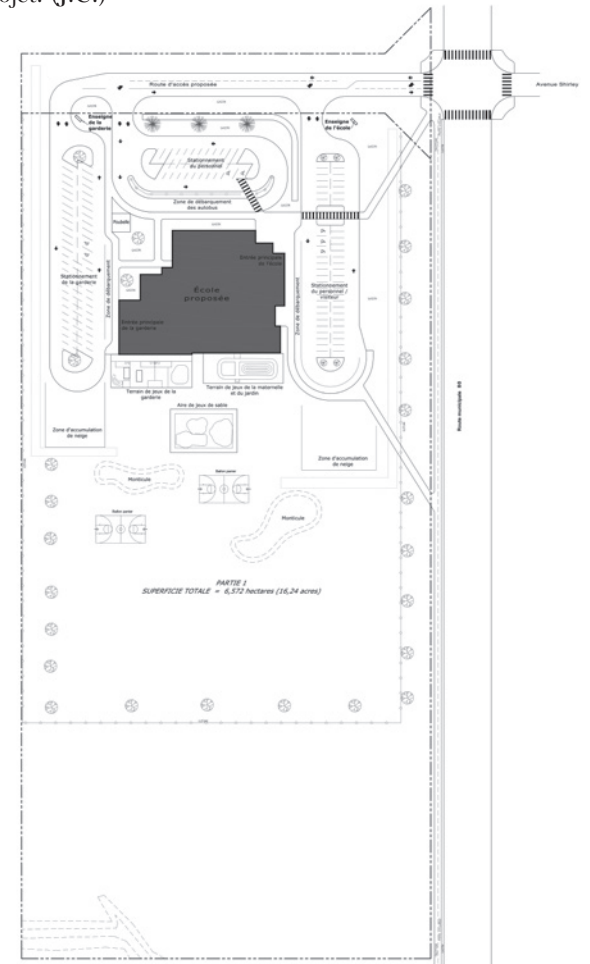 ojet. (J.C.)
Route d'accès proposée
Avenue Shirley
Enseigne
de la
garderie
Enseigne
de l'école
Stationnement
du personnel
Zone de débarquement
des autobus
Poubelle
Entrée principale
de l'école
École
proposée
Stationnement
de la garderie
Zone de débarquement
Zone de débarquement
Stationnement
du personnel /
visiteur
Entrée principale
de la garderie
Terrain de jeux de la
garderie
Terrain de jeux de la maternelle
et du jardin
Aire de jeux de sable
Route municipale
Zone d'accumulation
de neige
Zone d'accumulation
de neige
Monticule
Ballon panier
Ballon panier
Monticule
PARTIE 1
SUPERFICIE TOTALE = 6,572 hectares (16,24 acres)